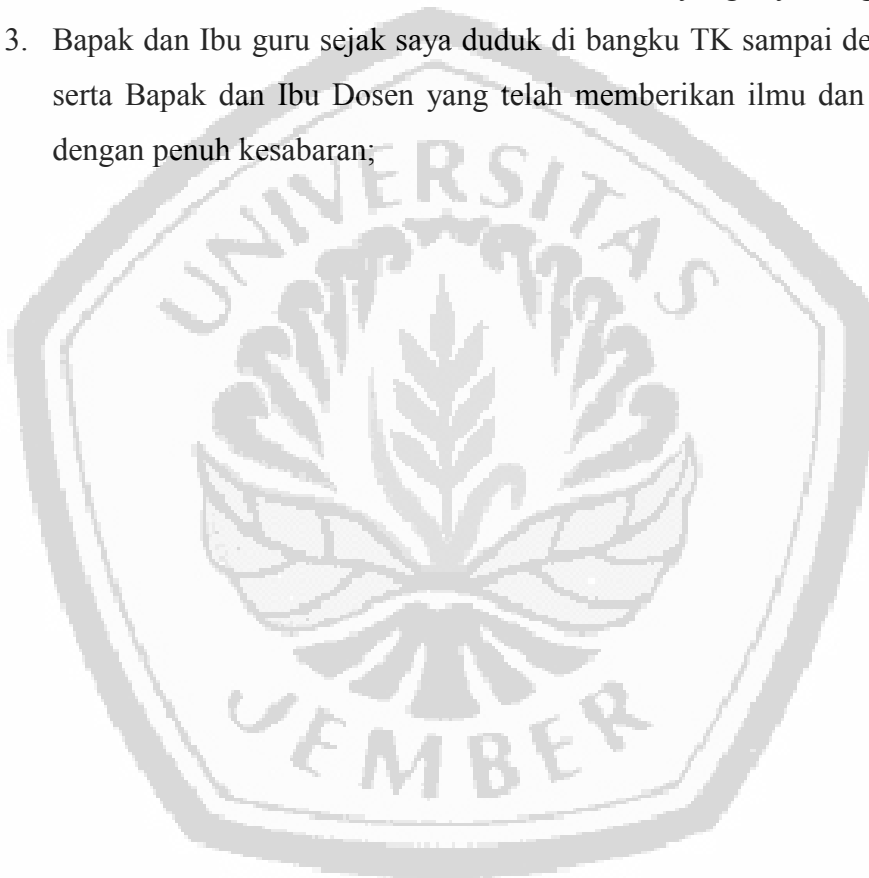 3. Bapak dan Ibu guru sejak saya duduk di bangku TK sampai
serta Bapak dan Ibu Dosen yang telah memberikan ilmu dan
dengan penuh kesabaran;
UNIVERSITAS
JEMBER